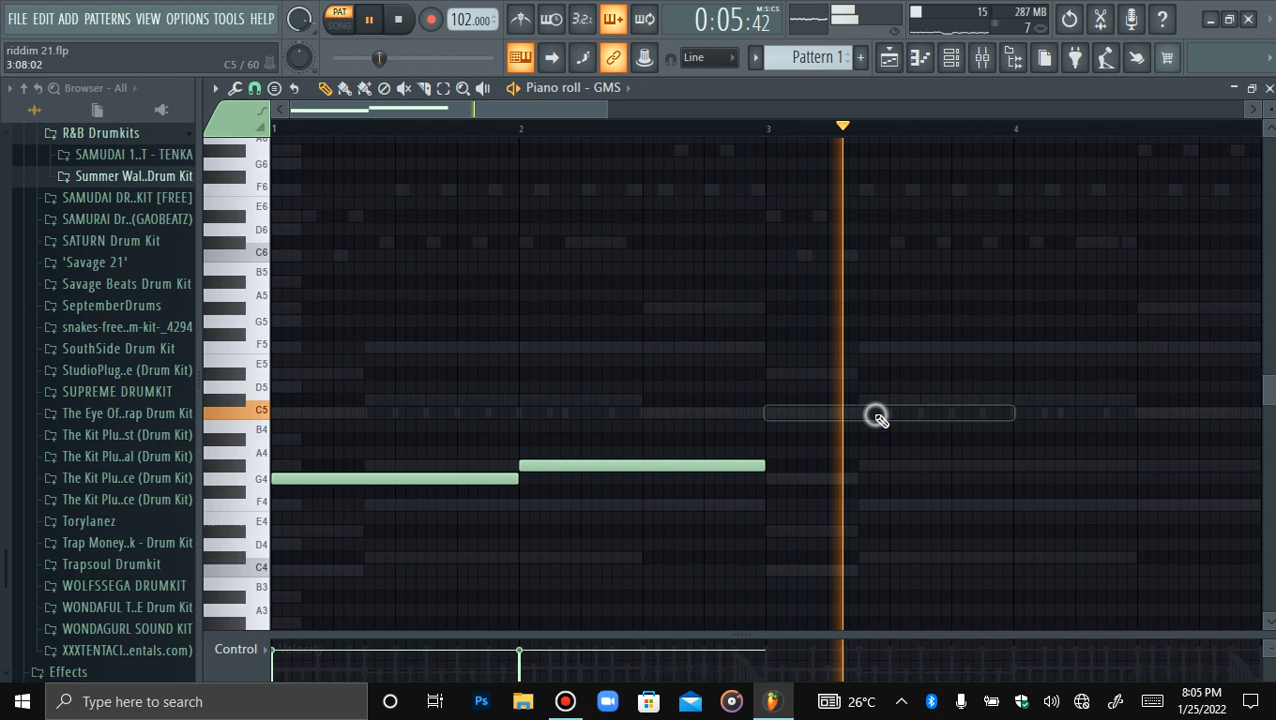 FILE EDIT ADD PATTERNS VIEW OPTIONS TOOLS HELP
PAT
SONG
102.000
3.2.
0:05:42
M:S:CS
15
287 MB
7
riddim 21.flp
3:08:02
C5 / 60
Line
Pattern 1
Browser - All
Piano roll - GMS
R&B Drumkits
SAMUDAI 1..T - TENKA
Summer Wal..Drum Kit
SAMUDAI DR..KIT [FREE]
SAMURAI Dr..(GAOBEATZ)
SATURN Drum Kit
'Savage 21'
Savage Beats Drum Kit
SeptemberDrums
snakes-free..m-kit-_4294
SouthSide Drum Kit
StudioPlug..e (Drum Kit)
SUPREME DRUMKIT
The Eye Of..rap Drum Kit
The Kit Plu..st (Drum Kit)
The Kit Plu..al (Drum Kit)
The Kit Plu..ce (Drum Kit)
The Kit Plu..ce (Drum Kit)
Torylanez
Trap Money..k - Drum Kit
Trapsoul Drumkit
WOLFSSEGA DRUMKIT
WONDAFUL T..E Drum Kit
WONDAGURL SOUND KIT
XXXTENTACI..entals.com)
Effects
1
2
3
4
G6
F6
E6
D6
C6
B5
A5
G5
F5
E5
D5
C5
B4
A4
G4
F4
E4
D4
C4
B3
A3
Control
Type here to search
Ps
26°C
6:05 PM
1/25/2022